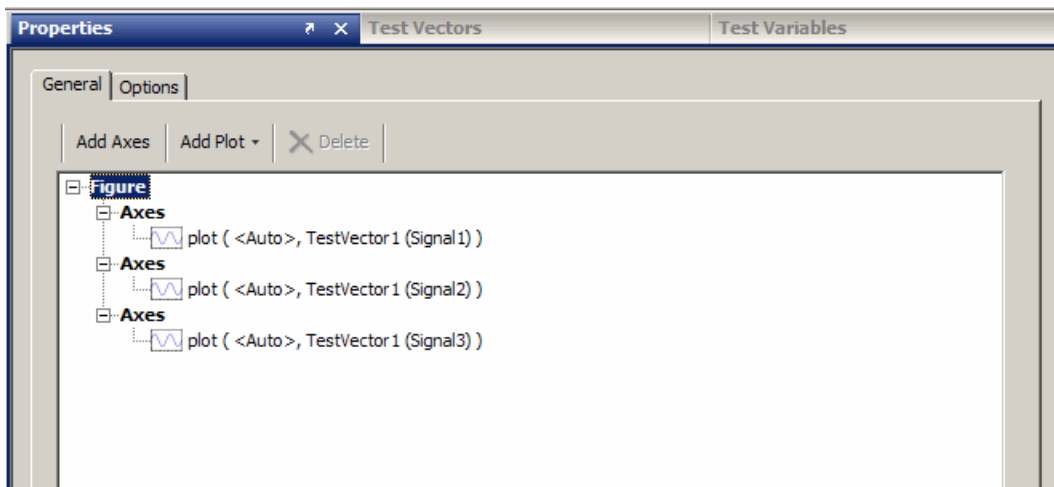 Properties Test Vectors Test Variables
General Options
Add Axes Add Plot Delete
Figure
Axes
plot ( <Auto>, TestVector1 (Signal1) )
Axes
plot ( <Auto>, TestVector1 (Signal2) )
Axes
plot ( <Auto>, TestVector1 (Signal3) )